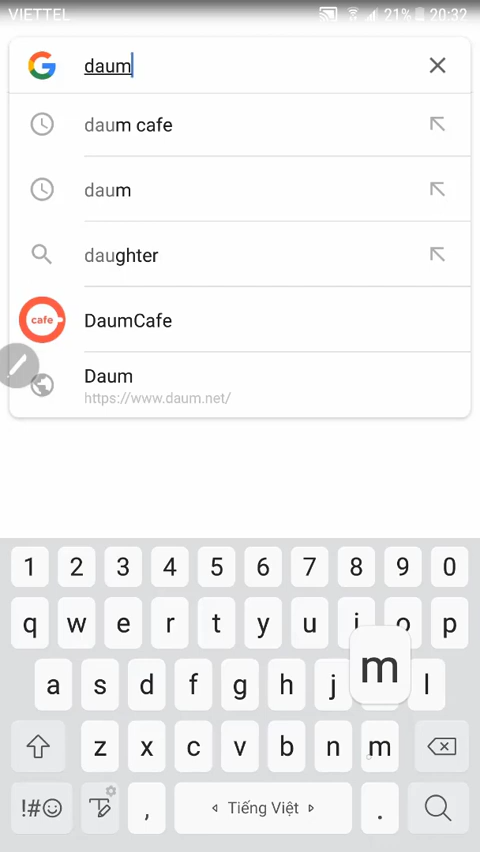 VIETTEL 21% 20:32
daum
daum cafe
daum
daughter
cafe DaumCafe
Daum
https://www.daum.net/
1 2 3 4 5 6 7 8 9 0
q w e r t y u i o p
a s d f g h j m l
z x c v b n m
!#☺ T , Tiếng Việt .